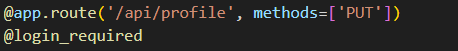 @app.route('/api/profile', methods=['PUT'])
@login_required